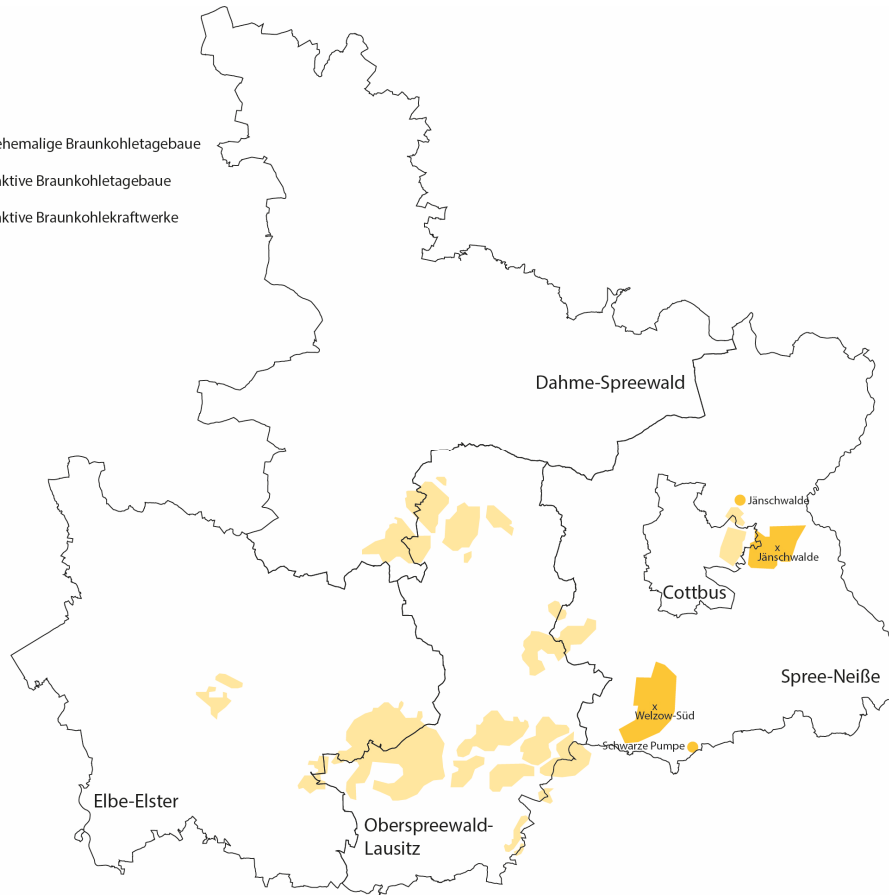 ehemalige Braunkohletagebaue
aktive Braunkohletagebaue
aktive Braunkohlekraftwerke
Dahme-Spreewald
Jänschwalde
x
Jänschwalde
Cottbus
Spree-Neiße
x
Welzow-Süd
Schwarze Pumpe
Elbe-Elster
Oberspreewald-
Lausitz